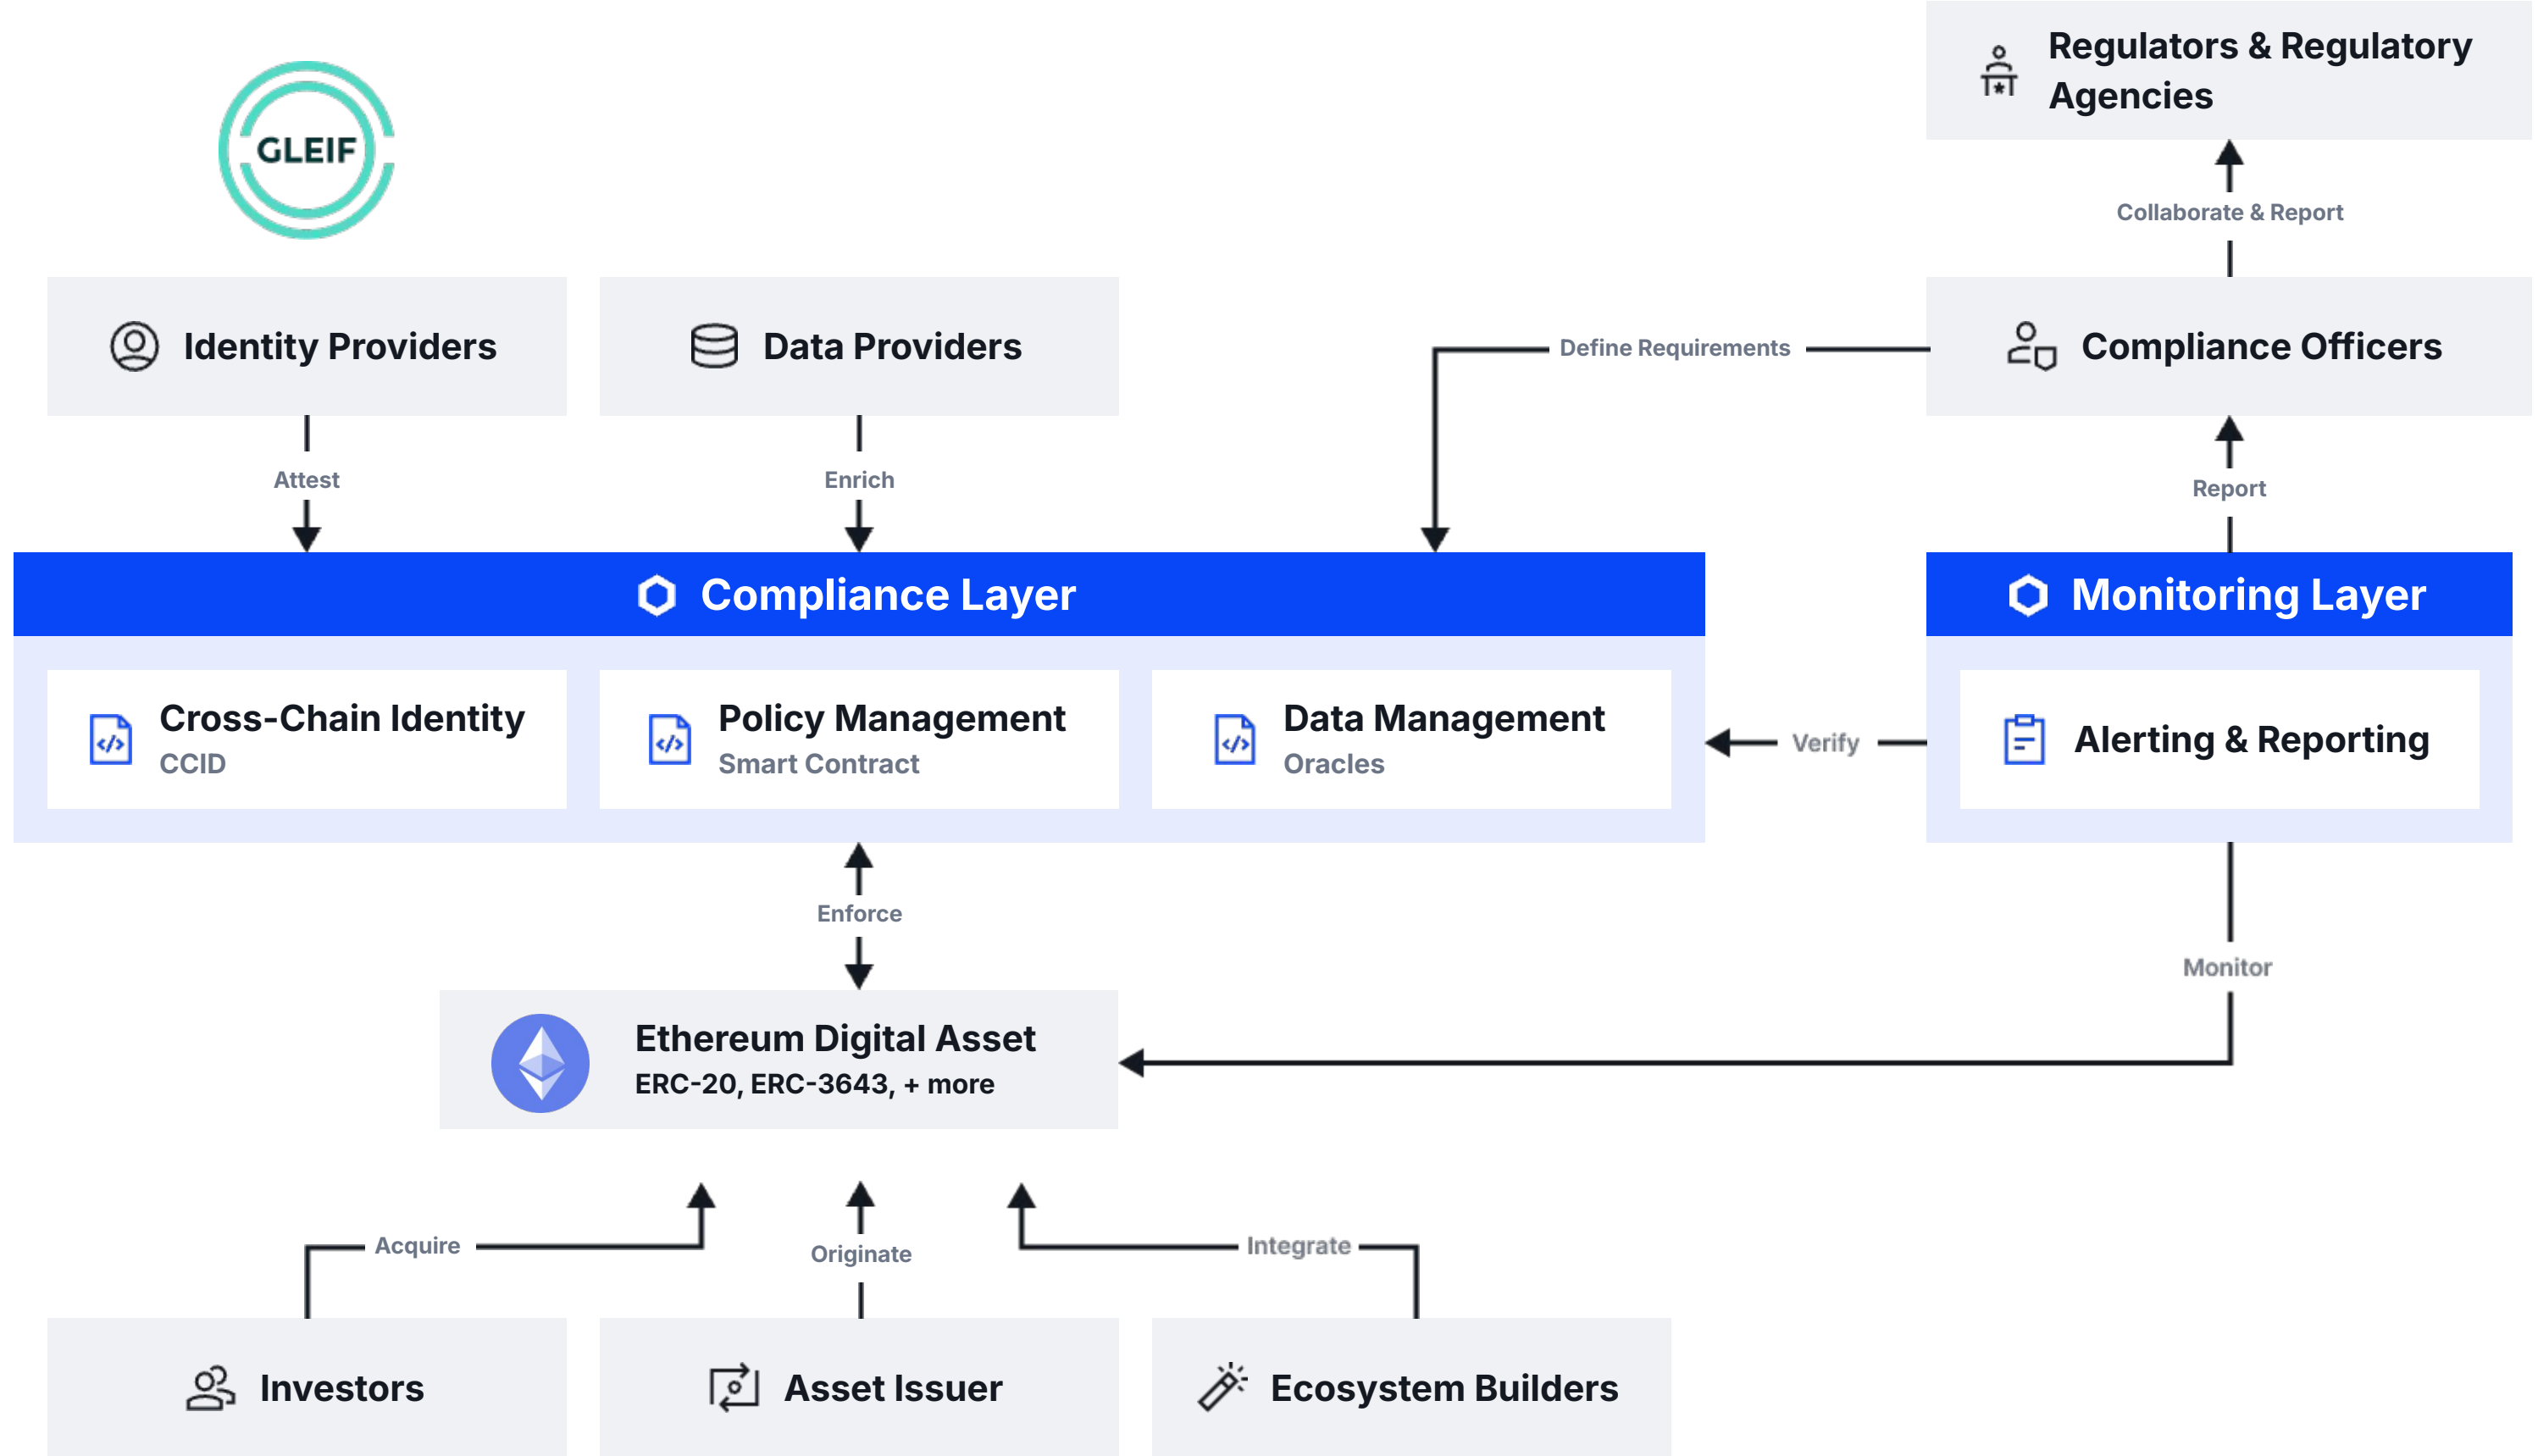 Regulators & Regulatory
Agencies
GLEIF
Collaborate & Report
Identity Providers
Data Providers
Define Requirements
Compliance Officers
Attest
Enrich
Report
Compliance Layer
Monitoring Layer
Cross-Chain Identity
CCID
Policy Management
Smart Contract
Data Management
Oracles
Verify
Alerting & Reporting
Enforce
Monitor
Ethereum Digital Asset
ERC-20, ERC-3643, + more
Acquire
Originate
Integrate
Investors
Asset Issuer
Ecosystem Builders